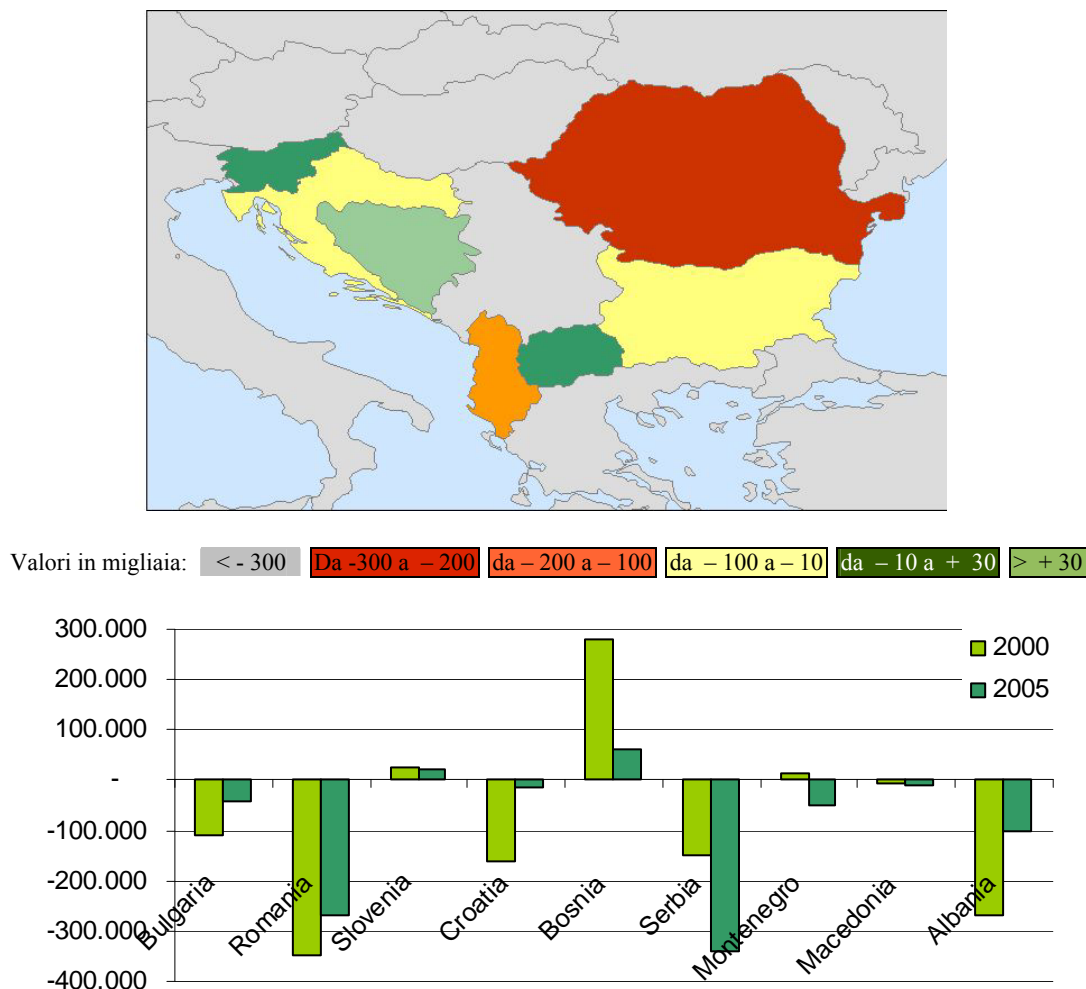 Valori in migliaia: < - 300 Da -300 a – 200 da – 200 a – 100 da – 100 a – 10 da – 10 a + 30 > + 30
300.000
200.000
100.000
-
-100.000
-200.000
-300.000
-400.000
2000
2005
Bulgaria
Romania
Slovenia
Croatia
Bosnia
Serbia
Montenegro
Macedonia
Albania